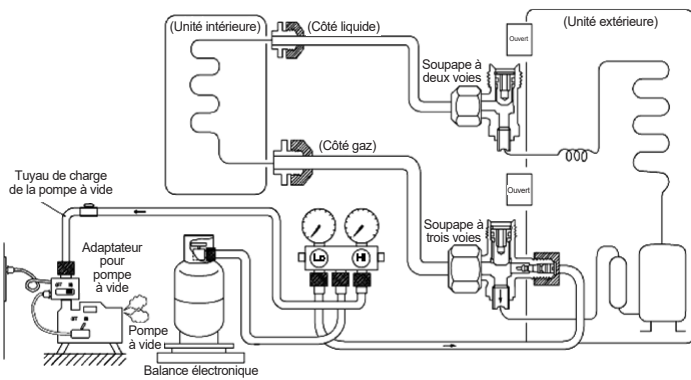 (Unité intérieure)
(Côté liquide)
Ouvert
(Unité extérieure)
Soupape à
deux voies
(Côté gaz)
Ouvert
Tuyau de charge
de la pompe à vide
Soupape à
trois voies
Adaptateur
pour
pompe
à vide
Lo
HI
Pompe
à vide
Balance électronique